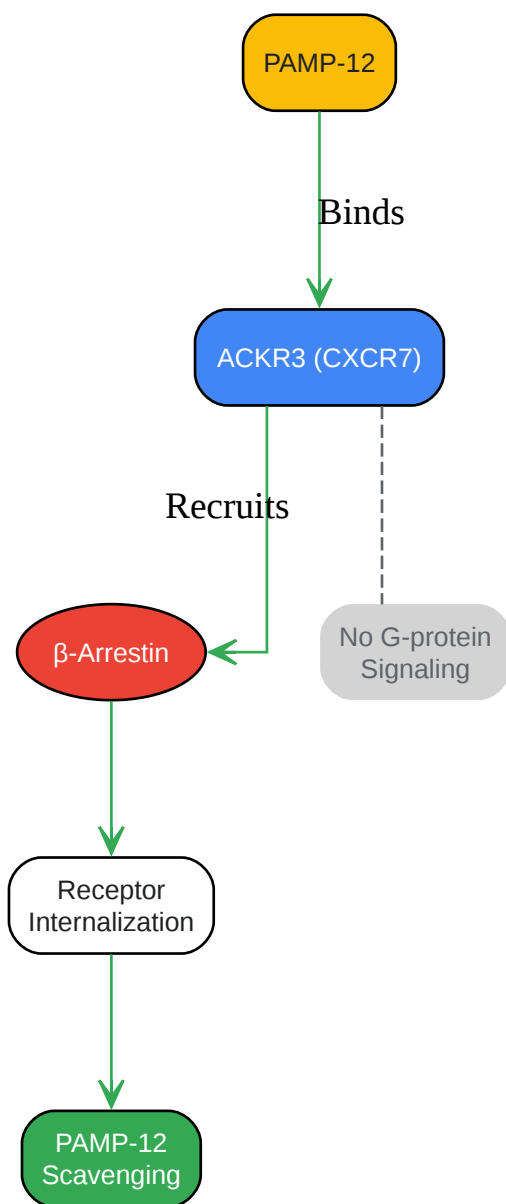 PAMP-12
Binds
ACKR3 (CXCR7)
Recruits
β-Arrestin
No G-protein
Signaling
Receptor
Internalization
PAMP-12
Scavenging